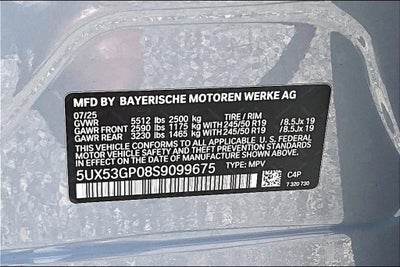 MFD BY BAYERISCHE MOTOREN WERKE AG
07/25
GVWR 5512 lbs 2500 kg TIRE / RIM
GAWR FRONT 2590 lbs 1175 kg WITH 245/50 R19 / 8.5Jx 19
GAWR REAR 3230 lbs 1465 kg WITH 245/50 R19 / 8.5Jx 19
THIS VEHICLE CONFORMS TO ALL APPLICABLE U. S. FEDERAL
MOTOR VEHICLE SAFETY, BUMPER, AND THEFT PREVENTION
STANDARDS IN EFFECT ON THE DATE OF MANUFACTURE SHOWN ABOVE.
5UX53GP08S9099675 TYPE: MPV
C4P
7 320 730